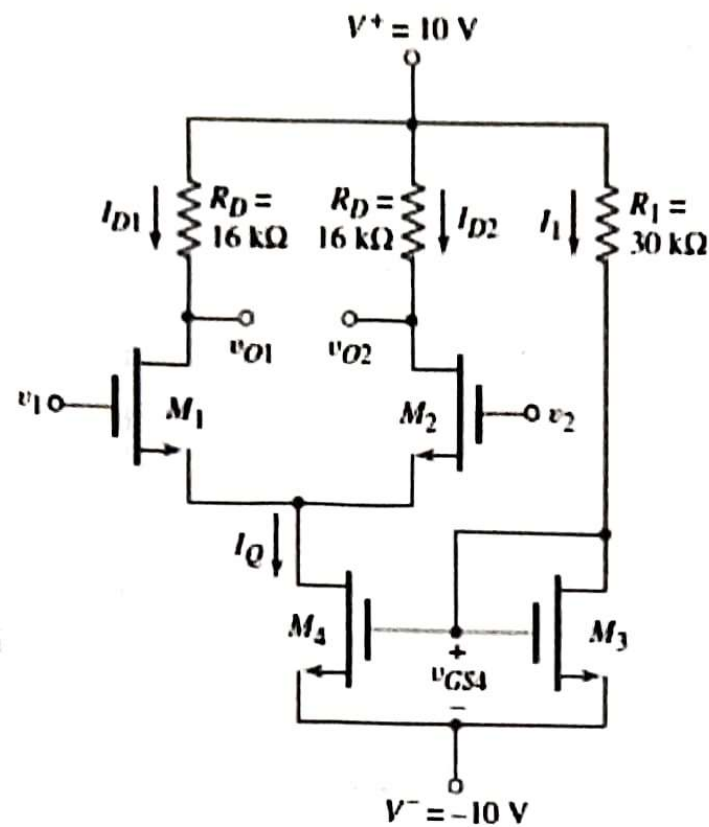 V⁺ = 10 V
I_D1
R_D =
16 kΩ
R_D =
16 kΩ
I_D2
I_1
R_1 =
30 kΩ
v_O1
v_O2
v_1
M_1
M_2
v_2
I_Q
M_4
+
v_GS4
−
M_3
V⁻ = −10 V